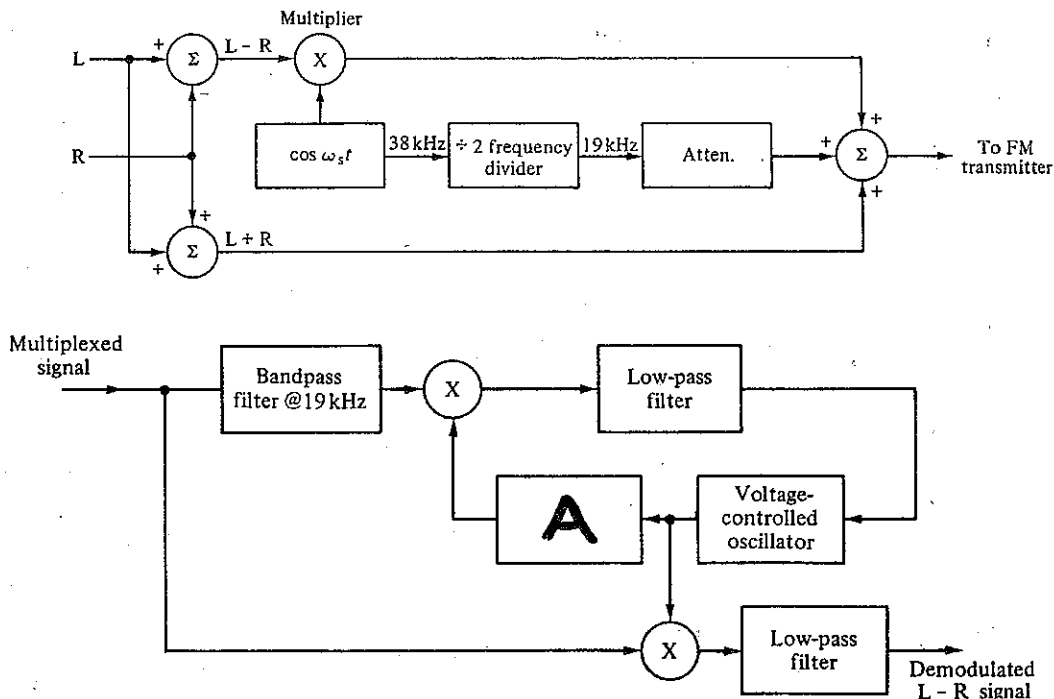 Multiplier
L
+
Σ
L - R
X
-
R
cos ωₛt
38 kHz
÷ 2 frequency
divider
19 kHz
Atten.
+
+
Σ
+
To FM
transmitter
+
+
Σ
L + R
Multiplexed
signal
Bandpass
filter @19 kHz
X
Low-pass
filter
A
Voltage-
controlled
oscillator
X
Low-pass
filter
Demodulated
L - R signal